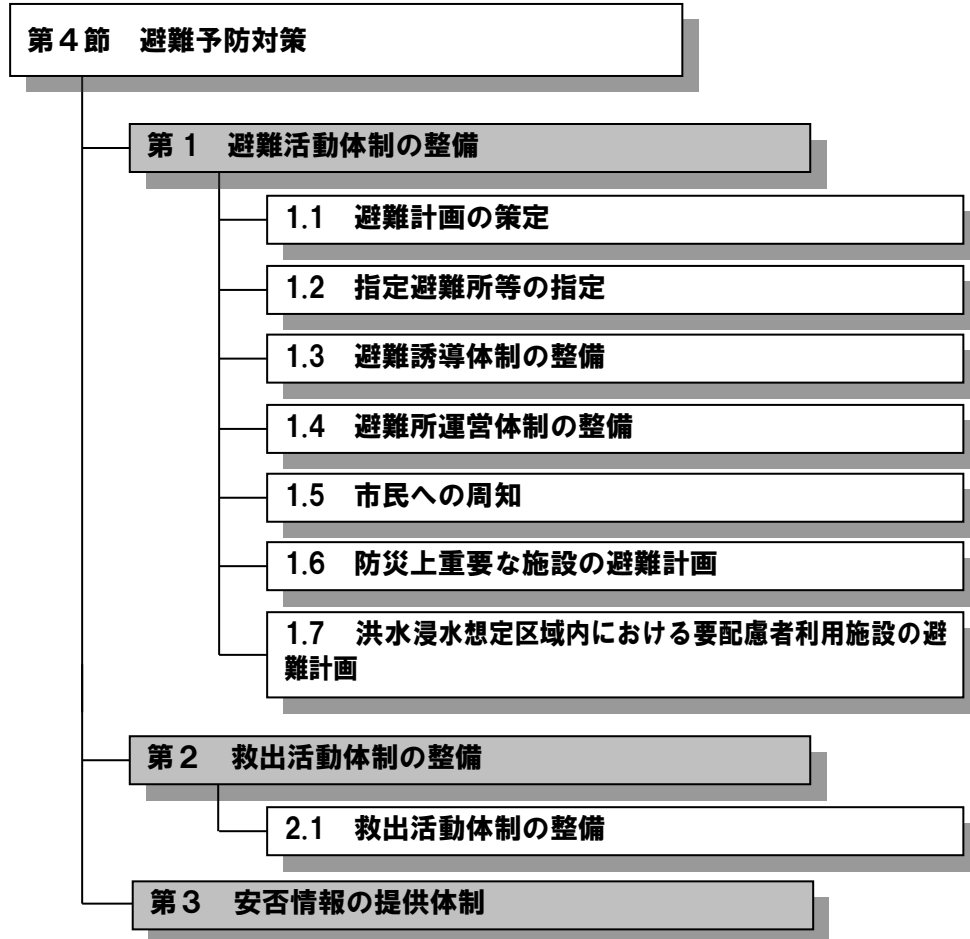 第４節　避難予防対策
第１　避難活動体制の整備
1.1　避難計画の策定
1.2　指定避難所等の指定
1.3　避難誘導体制の整備
1.4　避難所運営体制の整備
1.5　市民への周知
1.6　防災上重要な施設の避難計画
1.7　洪水浸水想定区域内における要配慮者利用施設の避
難計画
第２　救出活動体制の整備
2.1　救出活動体制の整備
第３　安否情報の提供体制